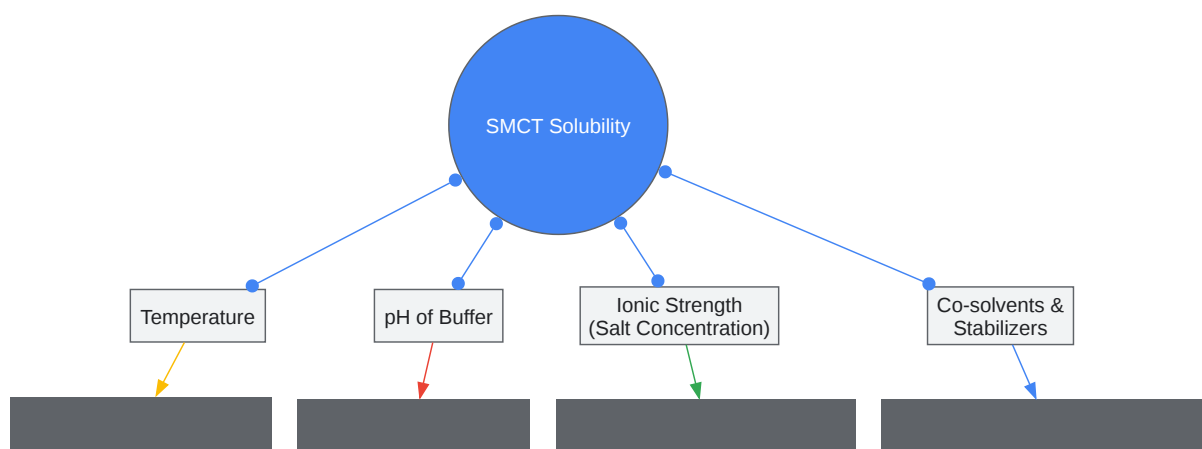 SMCT Solubility
Temperature
pH of Buffer
Ionic Strength
(Salt Concentration)
Co-solvents &
Stabilizers